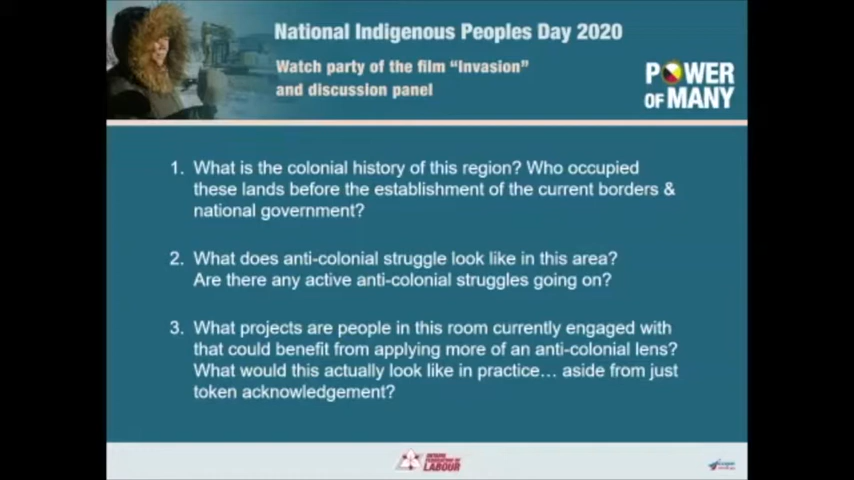 National Indigenous Peoples Day 2020
Watch party of the film “Invasion”
and discussion panel
POWER
OF MANY
1. What is the colonial history of this region? Who occupied
these lands before the establishment of the current borders &
national government?
2. What does anti-colonial struggle look like in this area?
Are there any active anti-colonial struggles going on?
3. What projects are people in this room currently engaged with
that could benefit from applying more of an anti-colonial lens?
What would this actually look like in practice… aside from just
token acknowledgement?
ONTARIO
FEDERATION OF
LABOUR